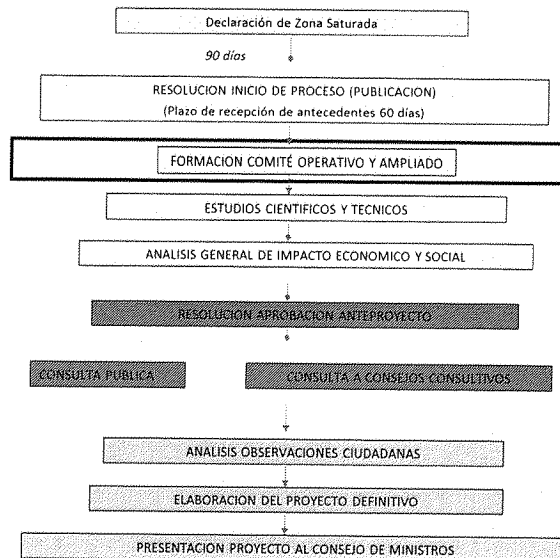 Declaración de Zona Saturada
90 días
RESOLUCION INICIO DE PROCESO (PUBLICACION)
(Plazo de recepción de antecedentes 60 días)
FORMACION COMITÉ OPERATIVO Y AMPLIADO
ESTUDIOS CIENTIFICOS Y TECNICOS
ANALISIS GENERAL DE IMPACTO ECONOMICO Y SOCIAL
RESOLUCION APROBACION ANTEPROYECTO
CONSULTA PUBLICA
CONSULTA A CONSEJOS CONSULTIVOS
ANALISIS OBSERVACIONES CIUDADANAS
ELABORACION DEL PROYECTO DEFINITIVO
PRESENTACION PROYECTO AL CONSEJO DE MINISTROS